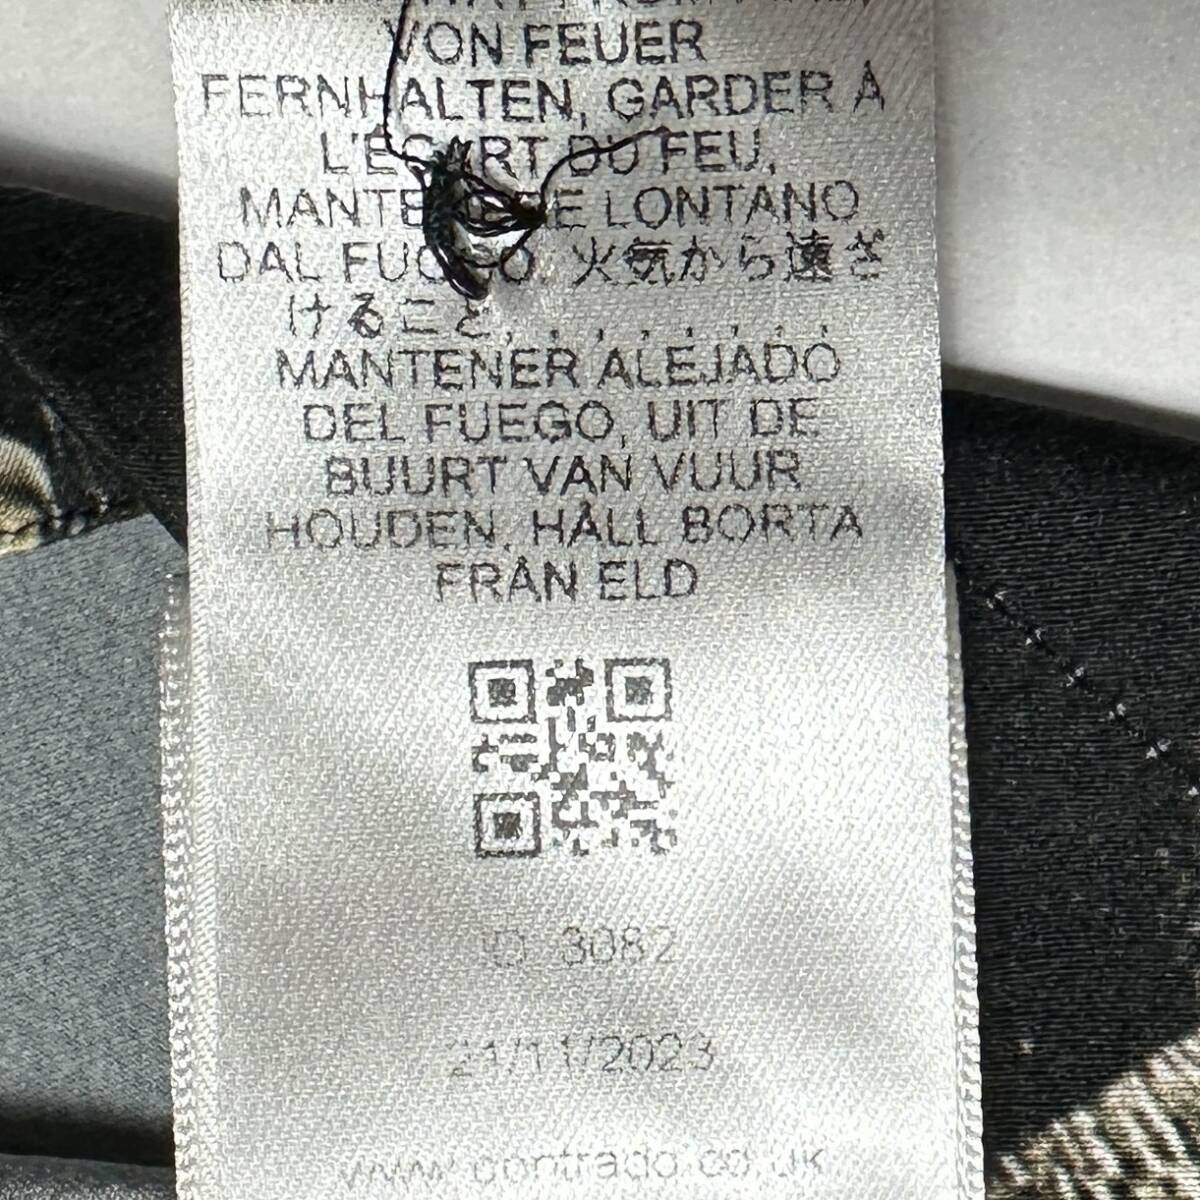 VON FEUER
FERNHALTEN, GARDER À
L'ÉCART DU FEU,
MANTENERE LONTANO
DAL FUOCO, 火気から遠ざ
けること, , , , , , , ,
MANTENER ALEJADO
DEL FUEGO, UIT DE
BUURT VAN VUUR
HOUDEN, HÅLL BORTA
FRÅN ELD
© 3082
21/11/2023
www.contrado.co.uk